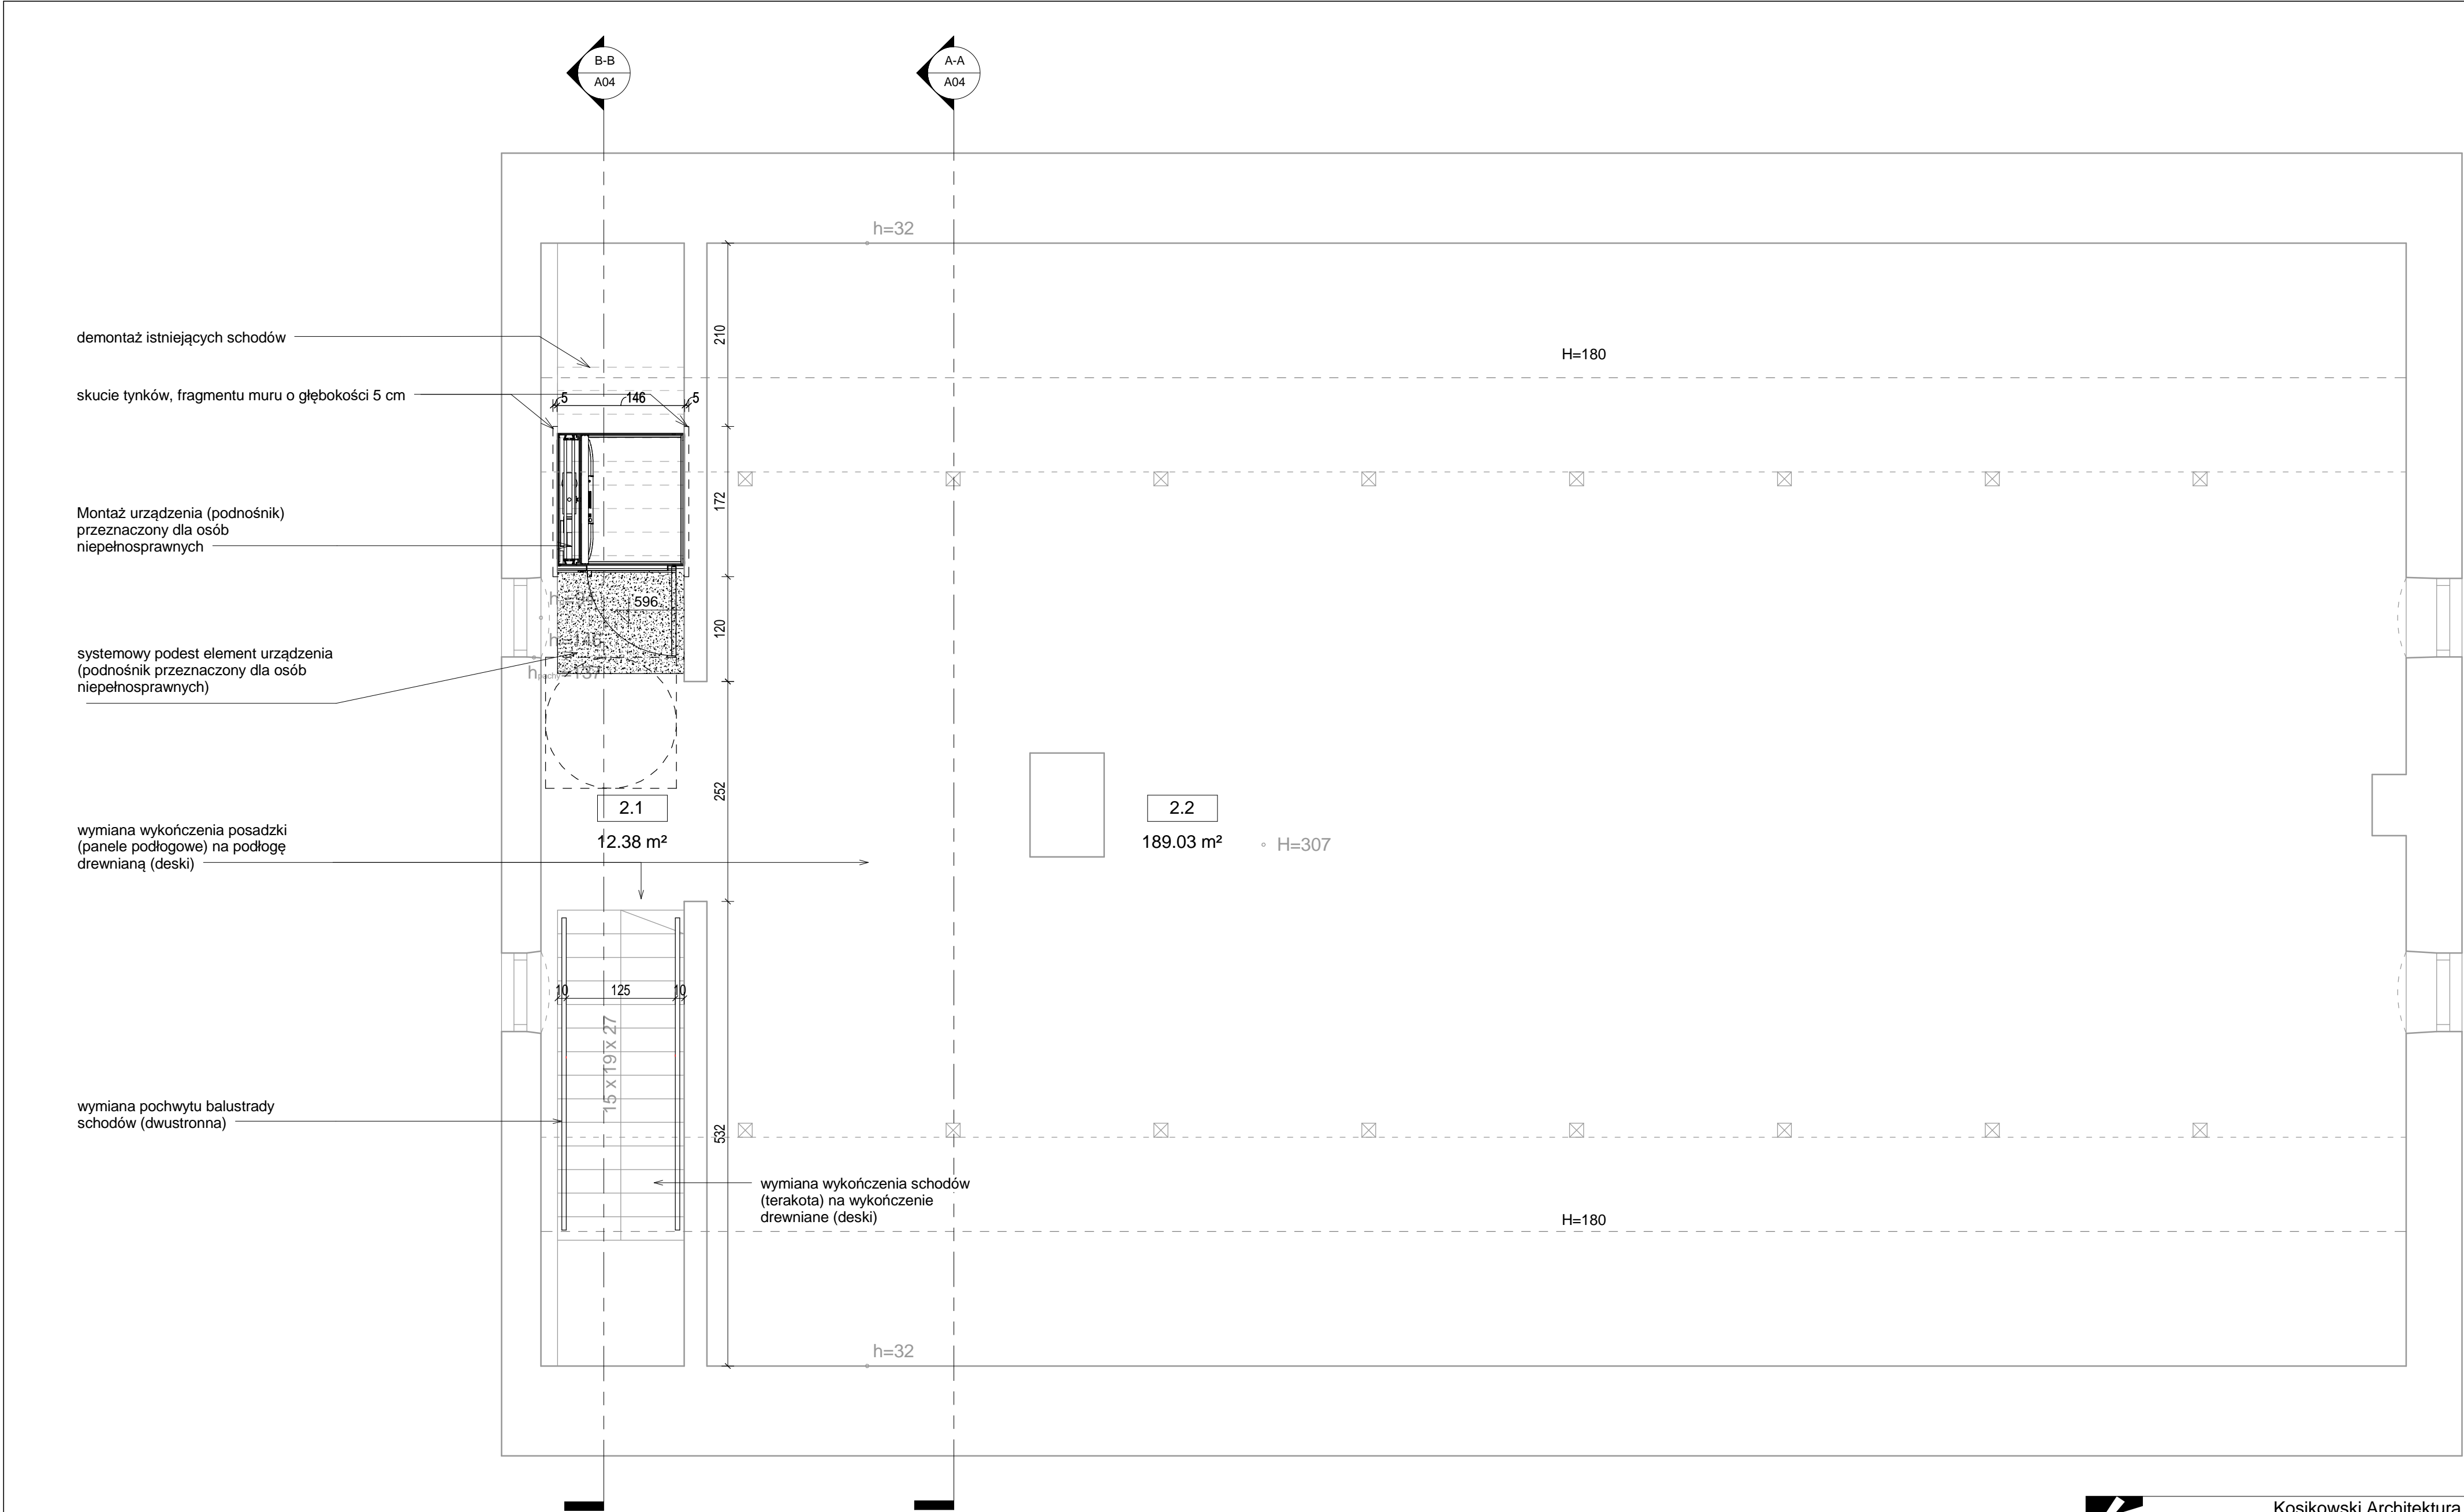 B-B
A04
A-A
A04
h=32
demontaż istniejących schodów
210
H=180
skucie tynków, fragmentu muru o głębokości 5 cm
5
146
5
172
Montaż urządzenia (podnośnik)
przeznaczony dla osób
niepełnosprawnych
596
120
systemowy podest element urządzenia
(podnośnik przeznaczony dla osób
niepełnosprawnych)
hpachy=137
252
2.1
12.38 m²
2.2
189.03 m²
H=307
wymiana wykończenia posadzki
(panele podłogowe) na podłogę
drewnianą (deski)
10
125
10
15 x 19 x 27
wymiana pochwytu balustrady
schodów (dwustronna)
532
wymiana wykończenia schodów
(terakota) na wykończenie
drewniane (deski)
H=180
h=32
Kosikowski Architektura